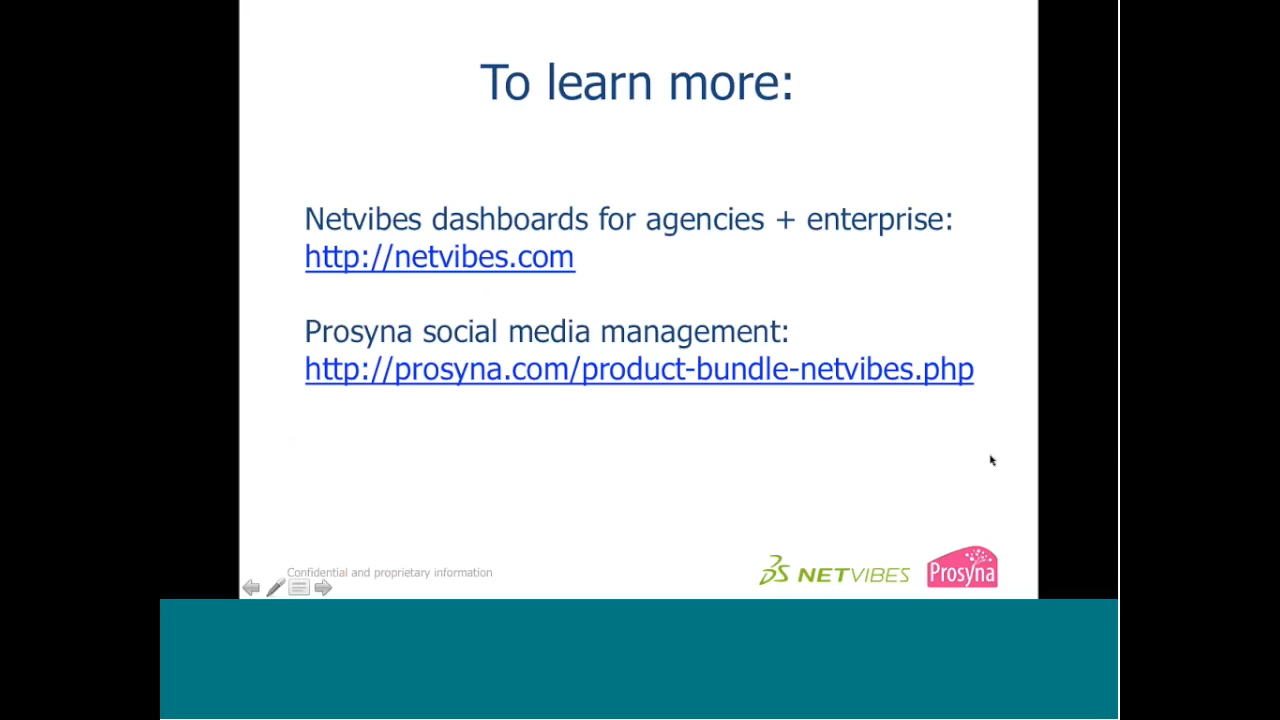 To learn more:
Netvibes dashboards for agencies + enterprise:
http://netvibes.com
Prosyna social media management:
http://prosyna.com/product-bundle-netvibes.php
Confidential and proprietary information
NETVIBES
Prosyna